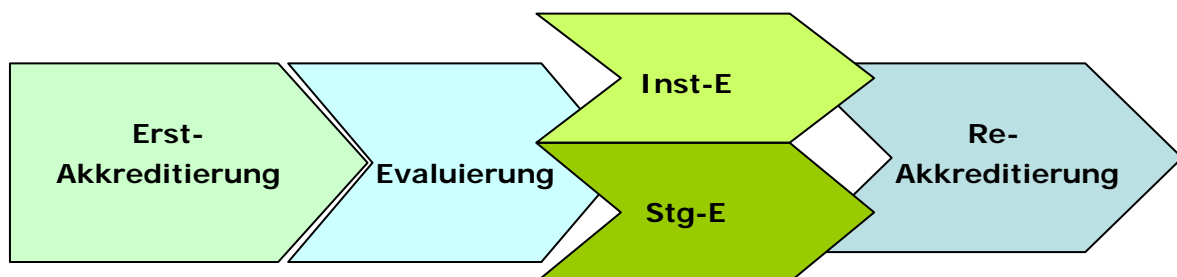 Erst-
Akkreditierung
Evaluierung
Inst-E
Stg-E
Re-
Akkreditierung